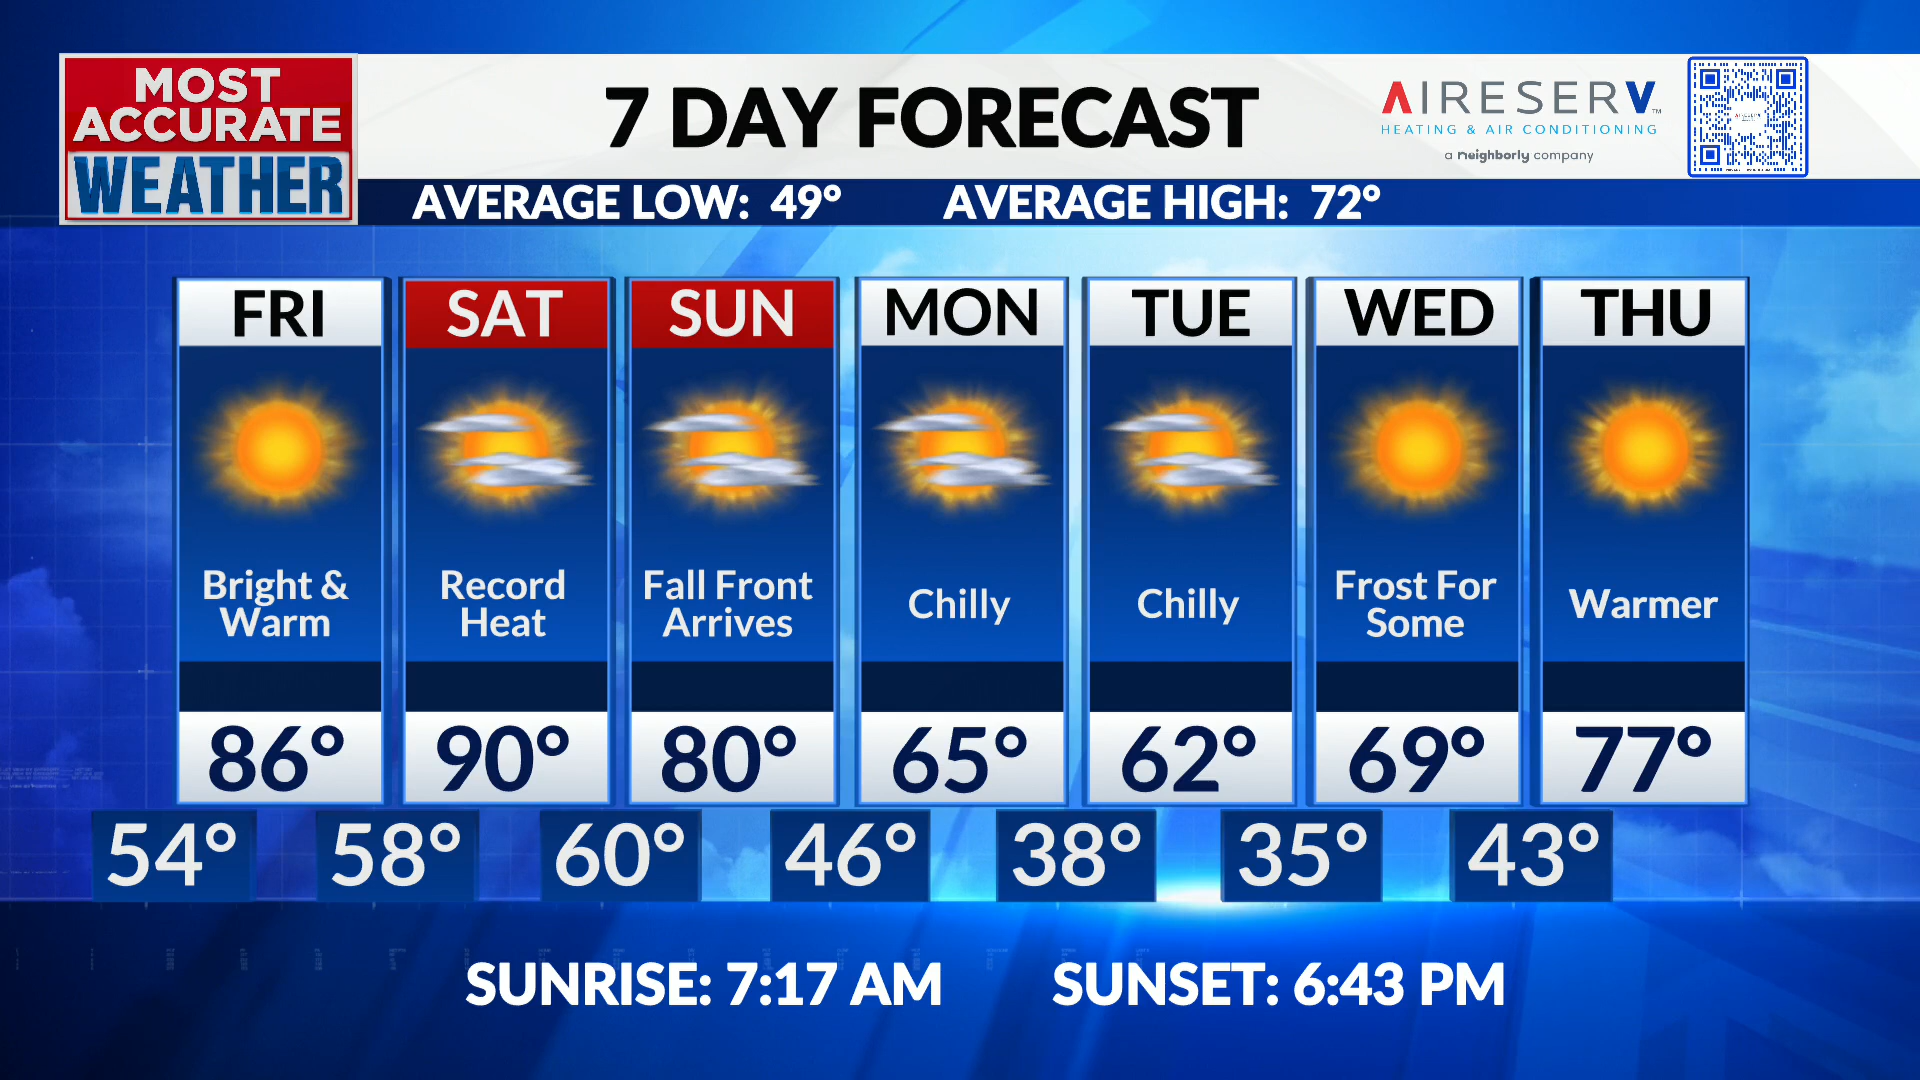 MOST
ACCURATE
WEATHER
7 DAY FORECAST
AIRESERV™
HEATING & AIR CONDITIONING
a neighborly company
AVERAGE LOW: 49° AVERAGE HIGH: 72°
FRI SAT SUN MON TUE WED THU
Bright &
Warm
Record
Heat
Fall Front
Arrives
Chilly
Chilly
Frost For
Some
Warmer
86° 90° 80° 65° 62° 69° 77°
54° 58° 60° 46° 38° 35° 43°
SUNRISE: 7:17 AM SUNSET: 6:43 PM